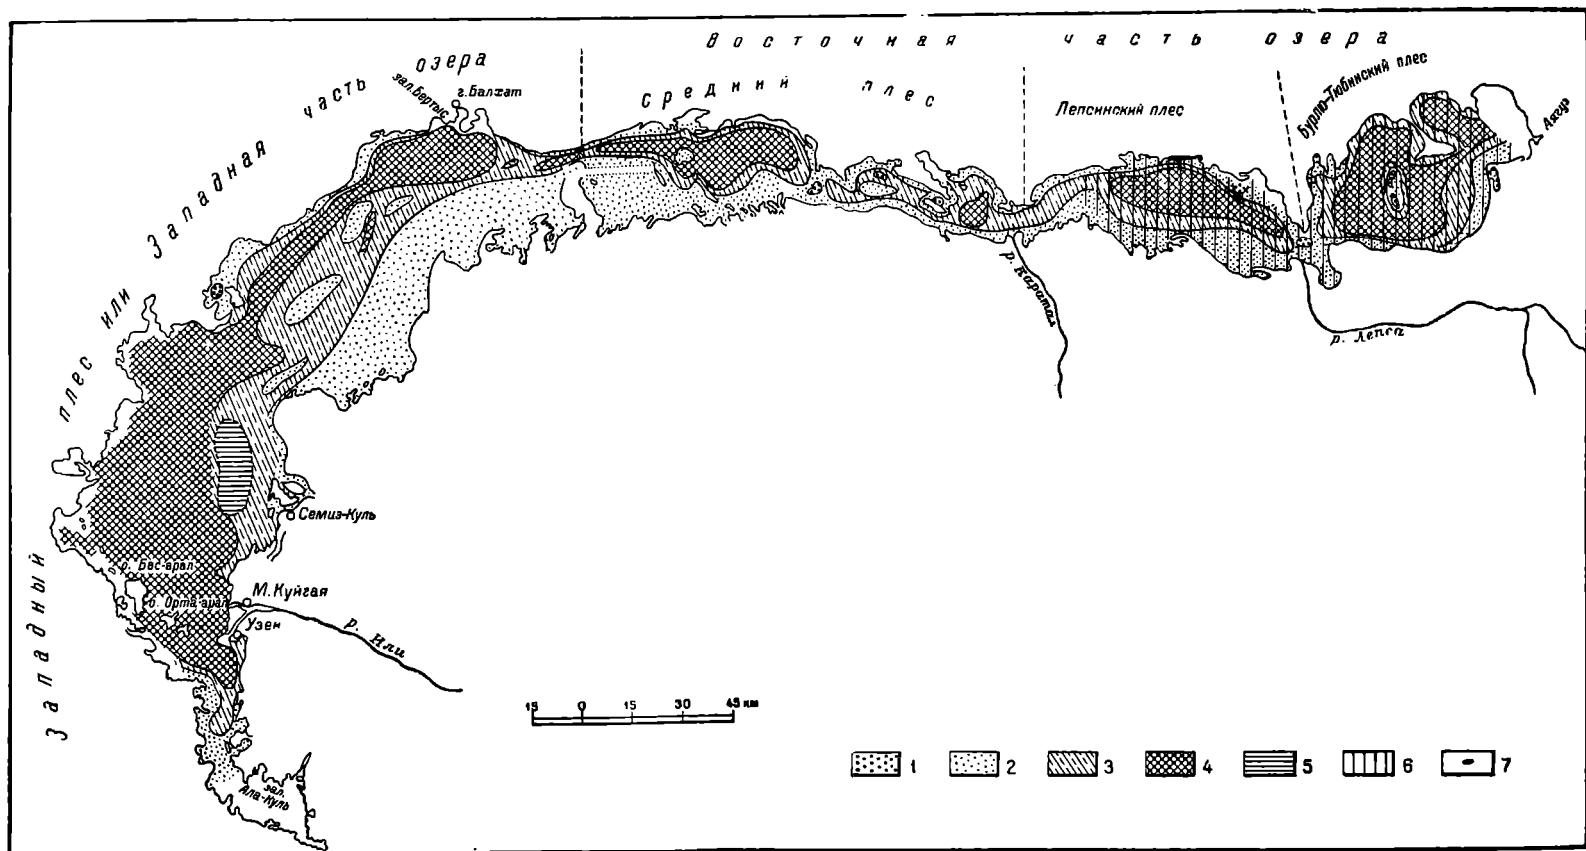 Западный плес или Западная часть озера
Восточная часть озера
Средний плес
Лепсинский плес
Бурлю-Тюбинский плес
зал. Бертыс
г. Балхаш
Аягуз
р. Каратал
р. Лепса
Семиз-Куль
о. Бас-арал
о. Орта-арал
М. Куйгая
Узен
р. Или
зал.
Ала-Куль
15 0 15 30 45 км
1 2 3 4 5 6 7